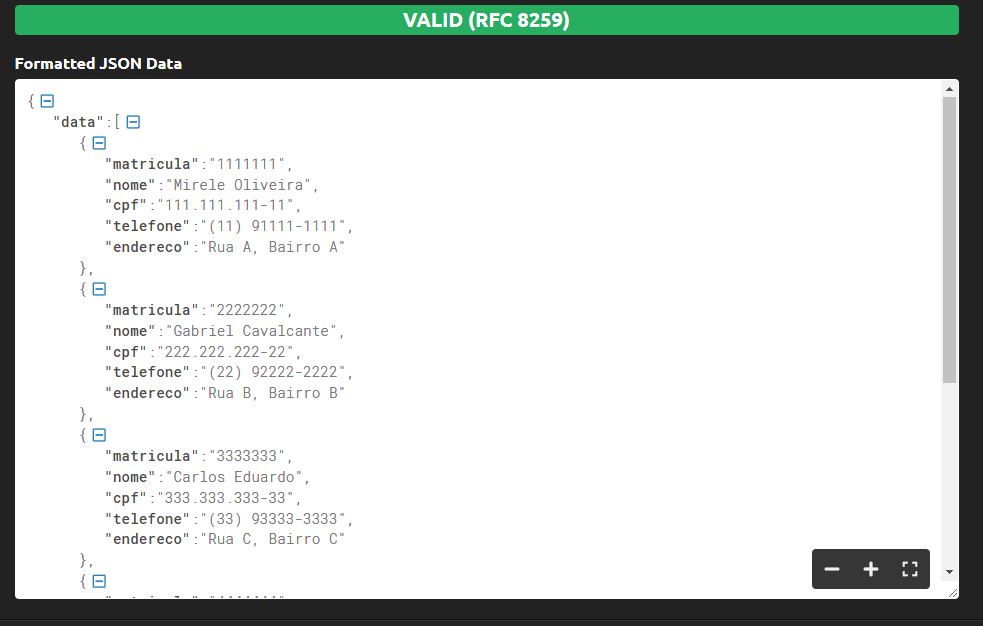 VALID (RFC 8259)
Formatted JSON Data
{
"data":[
{
"matricula":"1111111",
"nome":"Mirele Oliveira",
"cpf":"111.111.111-11",
"telefone":"(11) 91111-1111",
"endereco":"Rua A, Bairro A"
},
{
"matricula":"2222222",
"nome":"Gabriel Cavalcante",
"cpf":"222.222.222-22",
"telefone":"(22) 92222-2222",
"endereco":"Rua B, Bairro B"
},
{
"matricula":"3333333",
"nome":"Carlos Eduardo",
"cpf":"333.333.333-33",
"telefone":"(33) 93333-3333",
"endereco":"Rua C, Bairro C"
},
{